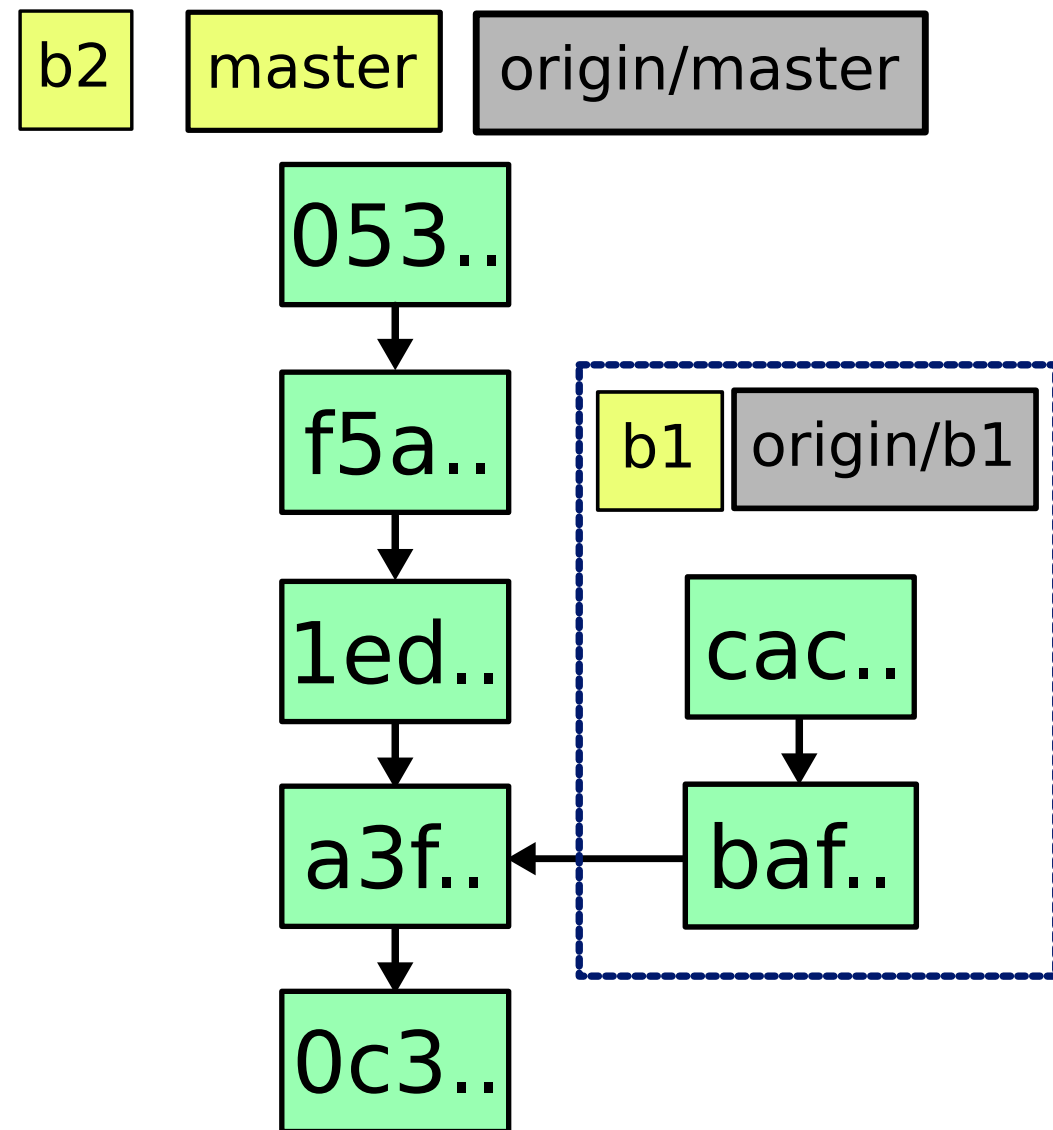 b2 master origin/master
053..
f5a..
b1 origin/b1
1ed..
cac..
a3f..
baf..
0c3..